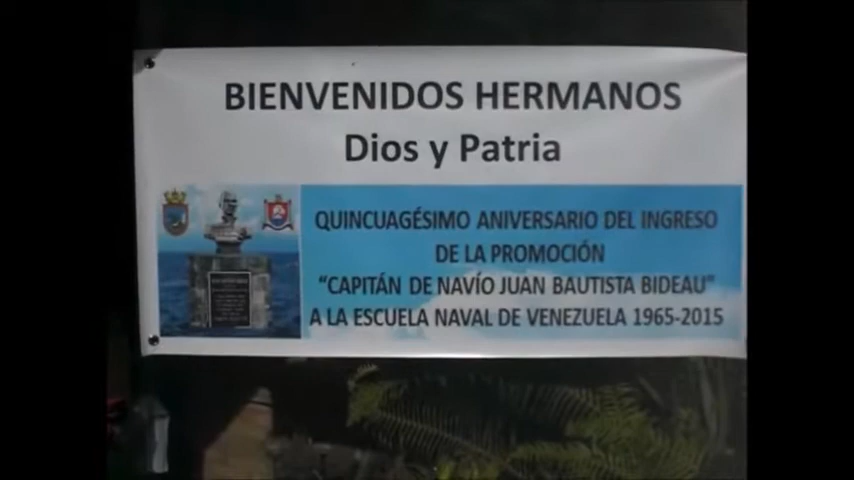 BIENVENIDOS HERMANOS
Dios y Patria
QUINCUAGÉSIMO ANIVERSARIO DEL INGRESO
DE LA PROMOCIÓN
“CAPITÁN DE NAVÍO JUAN BAUTISTA BIDEAU”
A LA ESCUELA NAVAL DE VENEZUELA 1965-2015